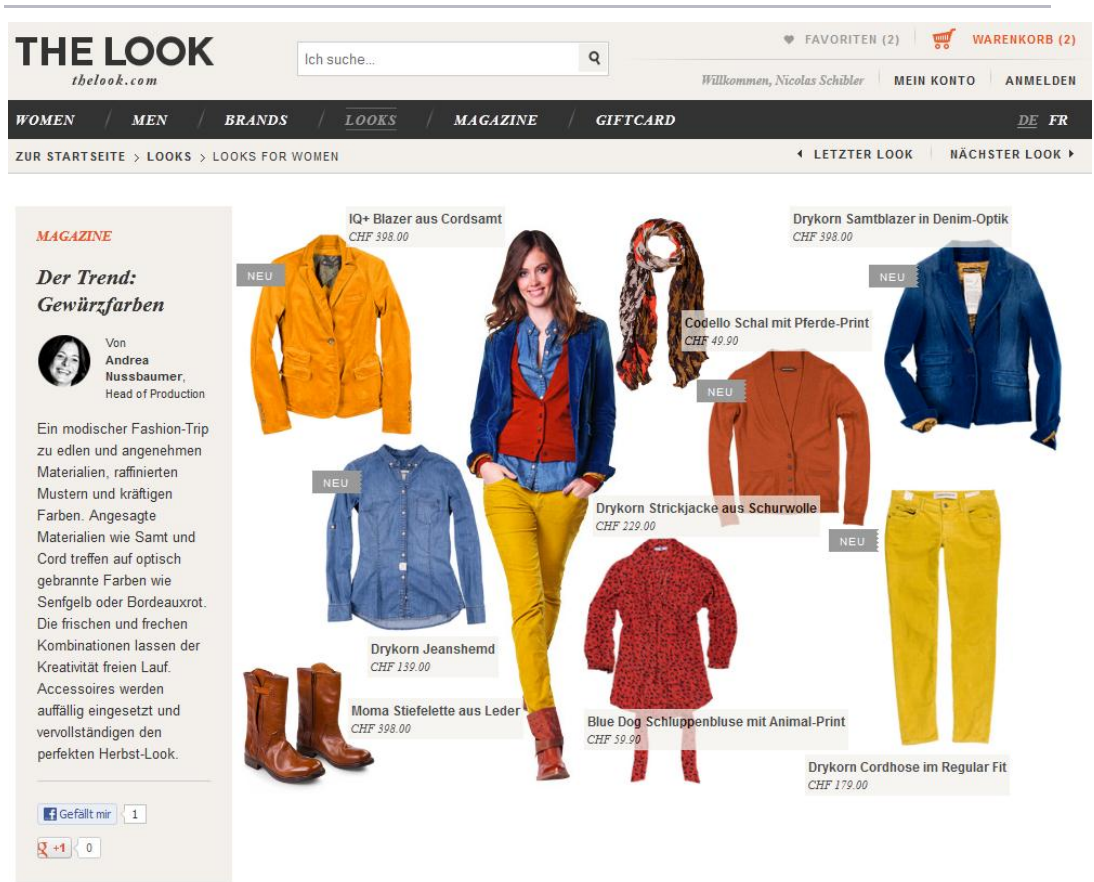 THE LOOK
thelook.com
Ich suche...
FAVORITEN (2)
WARENKORB (2)
Willkommen, Nicolas Schibler
MEIN KONTO
ANMELDEN
WOMEN / MEN / BRANDS / LOOKS / MAGAZINE / GIFTCARD
DE FR
ZUR STARTSEITE > LOOKS > LOOKS FOR WOMEN
LETZTER LOOK
NÄCHSTER LOOK
MAGAZINE
Der Trend:
Gewürzfarben
Von
Andrea
Nussbaumer,
Head of Production
Ein modischer Fashion-Trip
zu edlen und angenehmen
Materialien, raffinierten
Mustern und kräftigen
Farben. Angesagte
Materialien wie Samt und
Cord treffen auf optisch
gebrannte Farben wie
Senfgelb oder Bordeauxrot.
Die frischen und frechen
Kombinationen lassen der
Kreativität freien Lauf.
Accessoires werden
auffällig eingesetzt und
vervollständigen den
perfekten Herbst-Look.
Gefällt mir 1
+1 0
IQ+ Blazer aus Cordsamt
CHF 398.00
NEU
Drykorn Samtblazer in Denim-Optik
CHF 398.00
NEU
Codello Schal mit Pferde-Print
CHF 49.90
NEU
NEU
Drykorn Strickjacke aus Schurwolle
CHF 229.00
NEU
Drykorn Jeanshemd
CHF 139.00
Moma Stiefelette aus Leder
CHF 398.00
Blue Dog Schluppenbluse mit Animal-Print
CHF 59.90
Drykorn Cordhose im Regular Fit
CHF 179.00